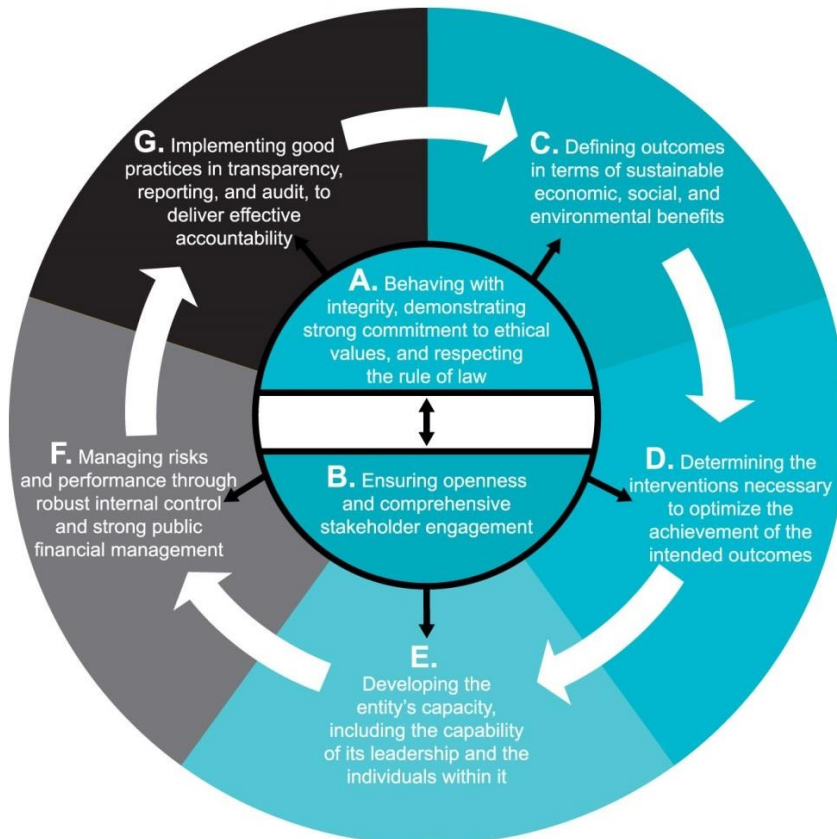 G. Implementing good
practices in transparency,
reporting, and audit, to
deliver effective
accountability
C. Defining outcomes
in terms of sustainable
economic, social, and
environmental benefits
A. Behaving with
integrity, demonstrating
strong commitment to ethical
values, and respecting
the rule of law
F. Managing risks
and performance through
robust internal control
and strong public
financial management
B. Ensuring openness
and comprehensive
stakeholder engagement
D. Determining the
interventions necessary
to optimize the
achievement of the
intended outcomes
E.
Developing the
entity's capacity,
including the capability
of its leadership and the
individuals within it